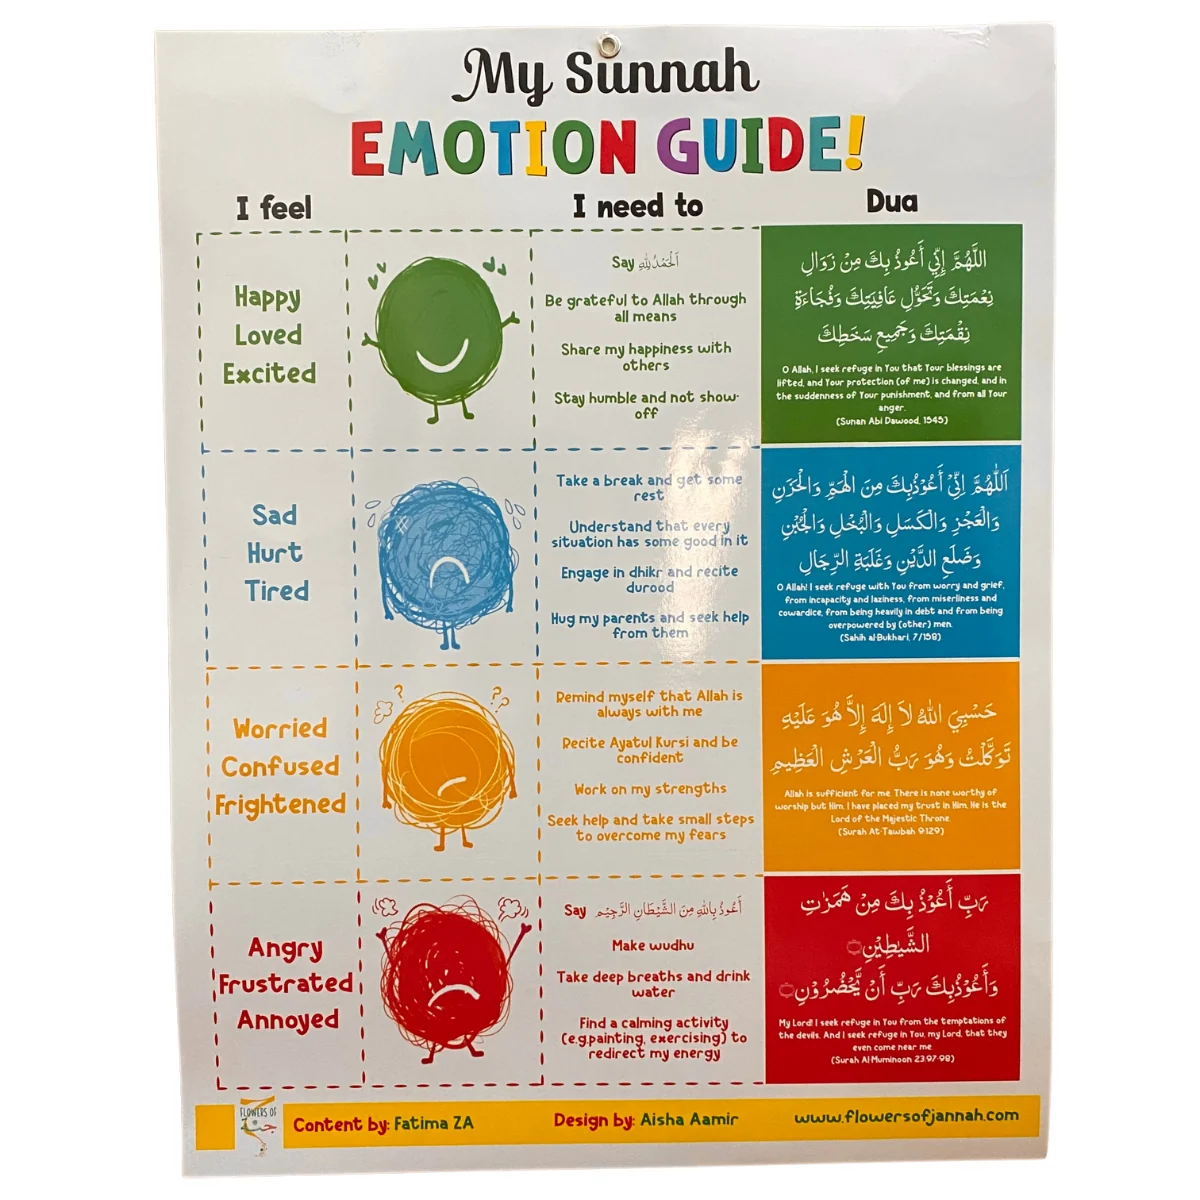 My Sunnah
EMOTION GUIDE!
I feel
I need to
Dua
Happy
Loved
Excited
Say اَلْحَمْدُلِلّٰهِ
Be grateful to Allah through
all means
Share my happiness with
others
Stay humble and not show-
off
اللَّهُمَّ إِنِّي أَعُوذُ بِكَ مِنْ زَوَالِ
نِعْمَتِكَ وَتَحَوُّلِ عَافِيَتِكَ وَفُجَاءَةِ
نِقْمَتِكَ وَجَمِيعِ سَخَطِكَ
O Allah, I seek refuge in You that Your blessings are
lifted, and Your protection (of me) is changed, and in
the suddenness of Your punishment, and from all Your
anger.
(Sunan Abi Dawood, 1545)
Sad
Hurt
Tired
Take a break and get some
rest
Understand that every
situation has some good in it
Engage in dhikr and recite
durood
Hug my parents and seek help
from them
اَللّٰهُمَّ اِنِّيْ أَعُوْذُبِكَ مِنَ الْهَمِّ وَالْحَزَنِ
وَالْعَجْزِ وَالْكَسَلِ وَالْبُخْلِ وَالْجُبْنِ
وَضَلَعِ الدَّيْنِ وَغَلَبَةِ الرِّجَالِ
O Allah! I seek refuge with You from worry and grief,
from incapacity and laziness, from miserliness and
cowardice, from being heavily in debt and from being
overpowered by (other) men.
(Sahih al-Bukhari, 7/158)
Worried
Confused
Frightened
Remind myself that Allah is
always with me
Recite Ayatul Kursi and be
confident
Work on my strengths
Seek help and take small steps
to overcome my fears
حَسْبِيَ اللّٰهُ لاَ إِلَهَ إِلاَّ هُوَ عَلَيْهِ
تَوَكَّلْتُ وَهُوَ رَبُّ الْعَرْشِ الْعَظِيمِ
Allah is sufficient for me. There is none worthy of
worship but Him. I have placed my trust in Him. He is the
Lord of the Majestic Throne.
(Surah At-Tawbah 9:129)
Angry
Frustrated
Annoyed
Say أَعُوذُ بِاللهِ مِنَ الشَّيْطَانِ الرَّجِيْمِ
Make wudhu
Take deep breaths and drink
water
Find a calming activity
(e.g.painting, exercising) to
redirect my energy
رَبِّ أَعُوْذُ بِكَ مِنْ هَمَزٰتِ
الشَّيٰطِيْنِ
وَأَعُوْذُبِكَ رَبِّ أَنْ يَّحْضُرُوْنِ
My Lord! I seek refuge in You from the temptations of
the devils. And I seek refuge in You, my Lord, that they
even come near me.
(Surah Al-Muminoon 23:97-98)
FLOWERS OF
جنة
Content by: Fatima ZA
Design by: Aisha Aamir
www.flowersofjannah.com